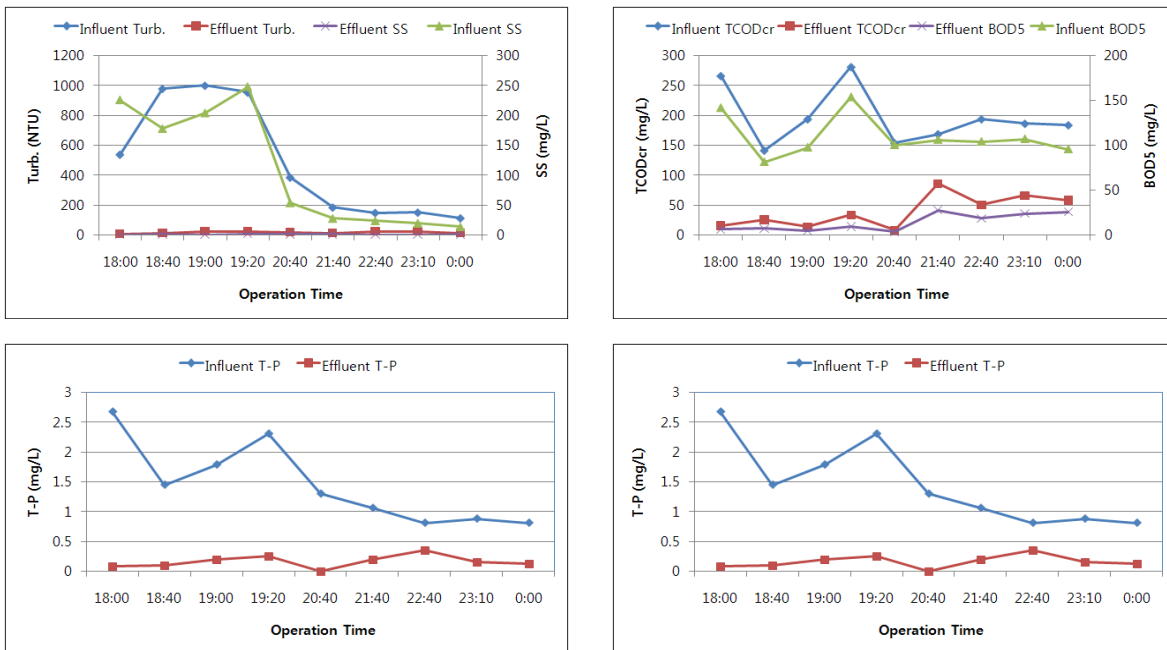 Influent Turb. Effluent Turb. Effluent SS Influent SS
1200 300
1000 250
800 200
600 150
400 100
200 50
0 0
Turb. (NTU)
SS (mg/L)
18:00 18:40 19:00 19:20 20:40 21:40 22:40 23:10 0:00
Operation Time
Influent TCODcr Effluent TCODcr Effluent BOD5 Influent BOD5
300 200
250
200 150
150 100
100
50 50
0 0
TCODcr (mg/L)
BOD5 (mg/L)
18:00 18:40 19:00 19:20 20:40 21:40 22:40 23:10 0:00
Operation Time
Influent T-P Effluent T-P
3
2.5
2
1.5
1
0.5
0
T-P (mg/L)
18:00 18:40 19:00 19:20 20:40 21:40 22:40 23:10 0:00
Operation Time
Influent T-P Effluent T-P
3
2.5
2
1.5
1
0.5
0
T-P (mg/L)
18:00 18:40 19:00 19:20 20:40 21:40 22:40 23:10 0:00
Operation Time